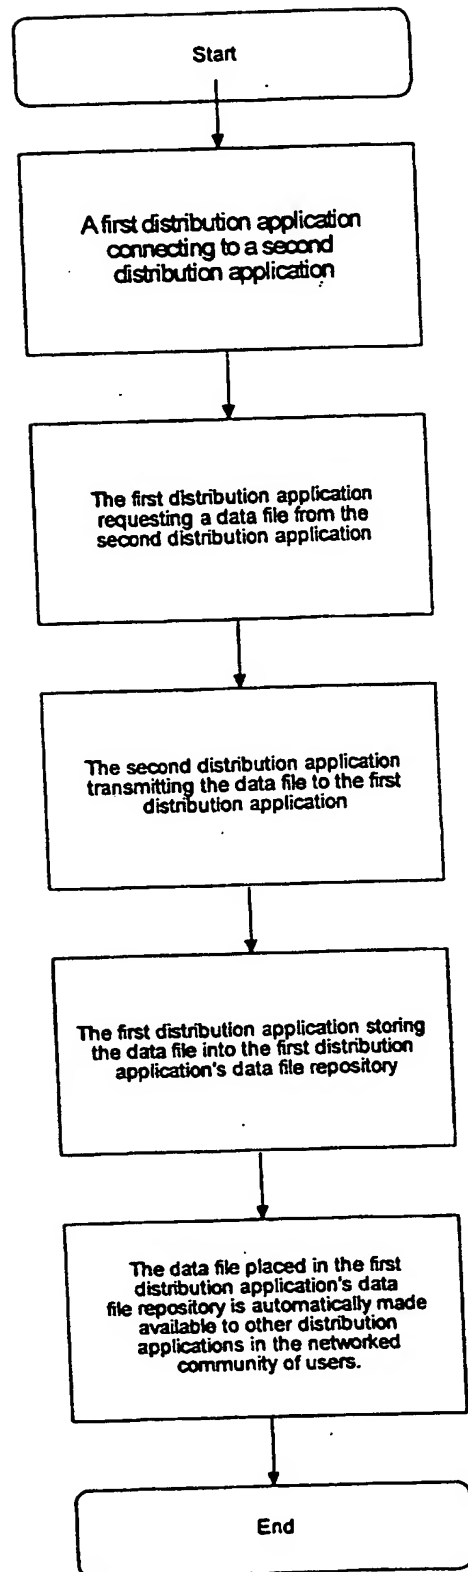 Start
A first distribution application
connecting to a second
distribution application
The first distribution application
requesting a data file from the
second distribution application
The second distribution application
transmitting the data file to the first
distribution application
The first distribution application storing
the data file into the first distribution
application's data file repository
The data file placed in the first
distribution application's data
file repository is automatically made
available to other distribution
applications in the networked
community of users.
End